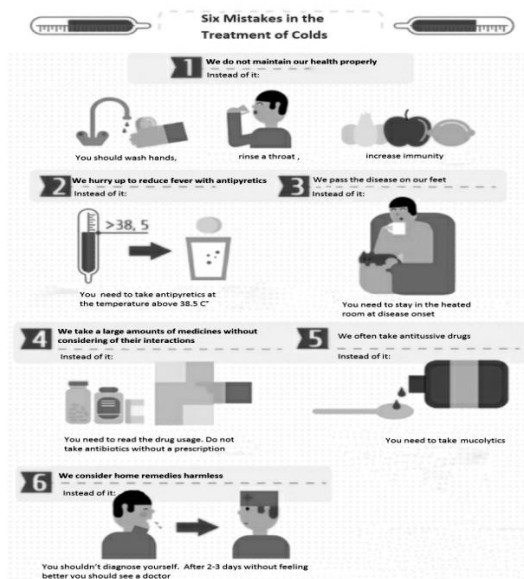 Six Mistakes in the
Treatment of Colds
1
We do not maintain our health properly
Instead of it:
You should wash hands,
rinse a throat ,
increase immunity
2
We hurry up to reduce fever with antipyretics
Instead of it:
>38, 5
You need to take antipyretics at
the temperature above 38.5 C°
3
We pass the disease on our feet
Instead of it:
You need to stay in the heated
room at disease onset
4
We take a large amounts of medicines without
considering of their interactions
Instead of it:
You need to read the drug usage. Do not
take antibiotics without a prescription
5
We often take antitussive drugs
Instead of it:
You need to take mucolytics
6
We consider home remedies harmless
Instead of it:
You shouldn't diagnose yourself. After 2-3 days without feeling
better you should see a doctor